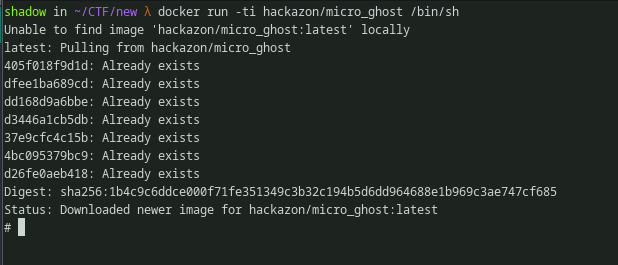 shadow in ~/CTF/new λ docker run -ti hackazon/micro_ghost /bin/sh
Unable to find image 'hackazon/micro_ghost:latest' locally
latest: Pulling from hackazon/micro_ghost
405f018f9d1d: Already exists
dfee1ba689cd: Already exists
dd168d9a6bbe: Already exists
d3446a1cb5db: Already exists
37e9cfc4c15b: Already exists
4bc095379bc9: Already exists
d26fe0aeb418: Already exists
Digest: sha256:1b4c9c6ddce000f71fe351349c3b32c194b5d6dd964688e1b969c3ae747cf685
Status: Downloaded newer image for hackazon/micro_ghost:latest
#